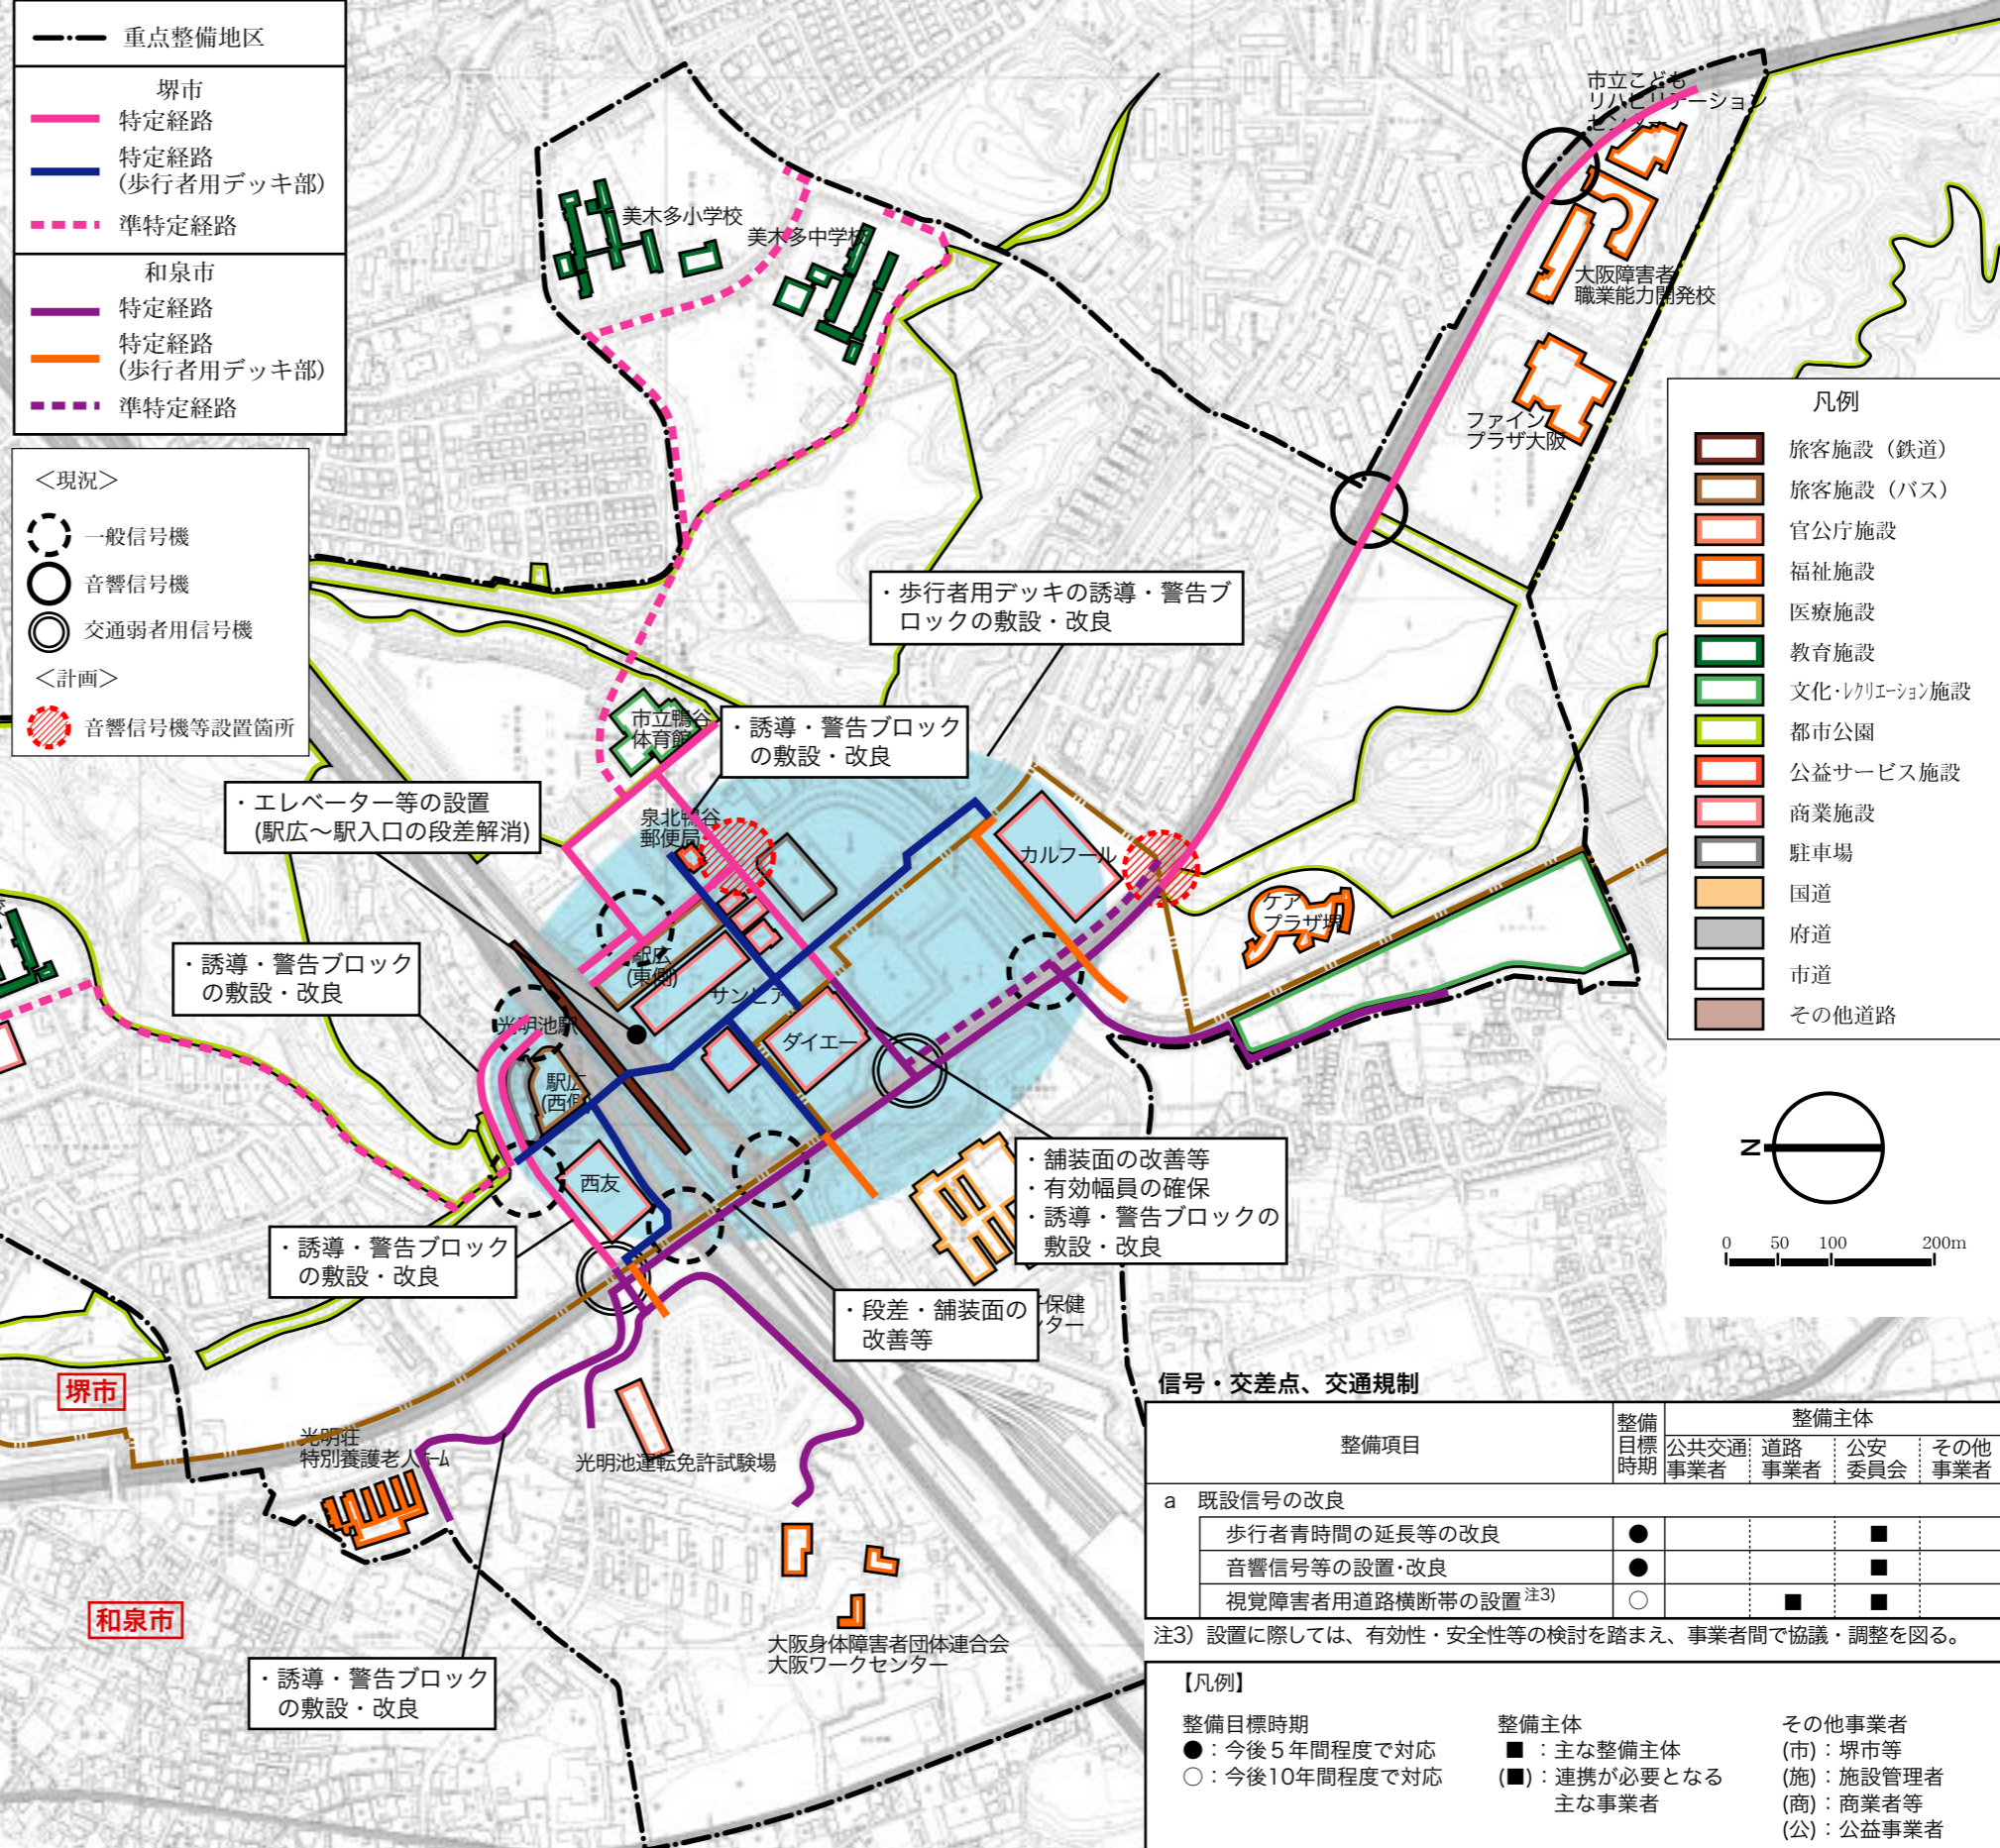 重点整備地区
堺市
特定経路
特定経路
(歩行者用デッキ部)
準特定経路
和泉市
特定経路
特定経路
(歩行者用デッキ部)
準特定経路
＜現況＞
一般信号機
音響信号機
交通弱者用信号機
＜計画＞
音響信号機等設置箇所
美木多小学校
美木多中学校
市立こども
リハビリテーション
センター
大阪障害者
職業能力開発校
ファイン
プラザ大阪
凡例
旅客施設（鉄道）
旅客施設（バス）
官公庁施設
福祉施設
医療施設
教育施設
文化･ﾚｸﾘｴｰｼｮﾝ施設
都市公園
公益サービス施設
商業施設
駐車場
国道
府道
市道
その他道路
・歩行者用デッキの誘導・警告ブ
ロックの敷設・改良
市立鴨谷
体育館
・誘導・警告ブロック
の敷設・改良
・エレベーター等の設置
(駅広～駅入口の段差解消)
泉北鴨谷
郵便局
カルフール
ケア
プラザ堺
・誘導・警告ブロック
の敷設・改良
駅広
(東側)
サンピア
光明池駅
ダイエー
駅広
(西側)
西友
・舗装面の改善等
・有効幅員の確保
・誘導・警告ブロックの
敷設・改良
・誘導・警告ブロック
の敷設・改良
・段差・舗装面の
改善等
保健
ター
N
0 50 100 200m
堺市
光明荘
特別養護老人ﾎｰﾑ
光明池運転免許試験場
和泉市
大阪身体障害者団体連合会
大阪ワークセンター
・誘導・警告ブロック
の敷設・改良
信号・交差点、交通規制
整備項目
整備
目標
時期
整備主体
公共交通
事業者
道路
事業者
公安
委員会
その他
事業者
a 既設信号の改良
歩行者青時間の延長等の改良 ● ■
音響信号等の設置･改良 ● ■
視覚障害者用道路横断帯の設置注3) ○ ■ ■
注3）設置に際しては、有効性・安全性等の検討を踏まえ、事業者間で協議・調整を図る。
【凡例】
整備目標時期
●：今後５年間程度で対応
○：今後10年間程度で対応
整備主体
■：主な整備主体
(■)：連携が必要となる
主な事業者
その他事業者
(市)：堺市等
(施)：施設管理者
(商)：商業者等
(公)：公益事業者